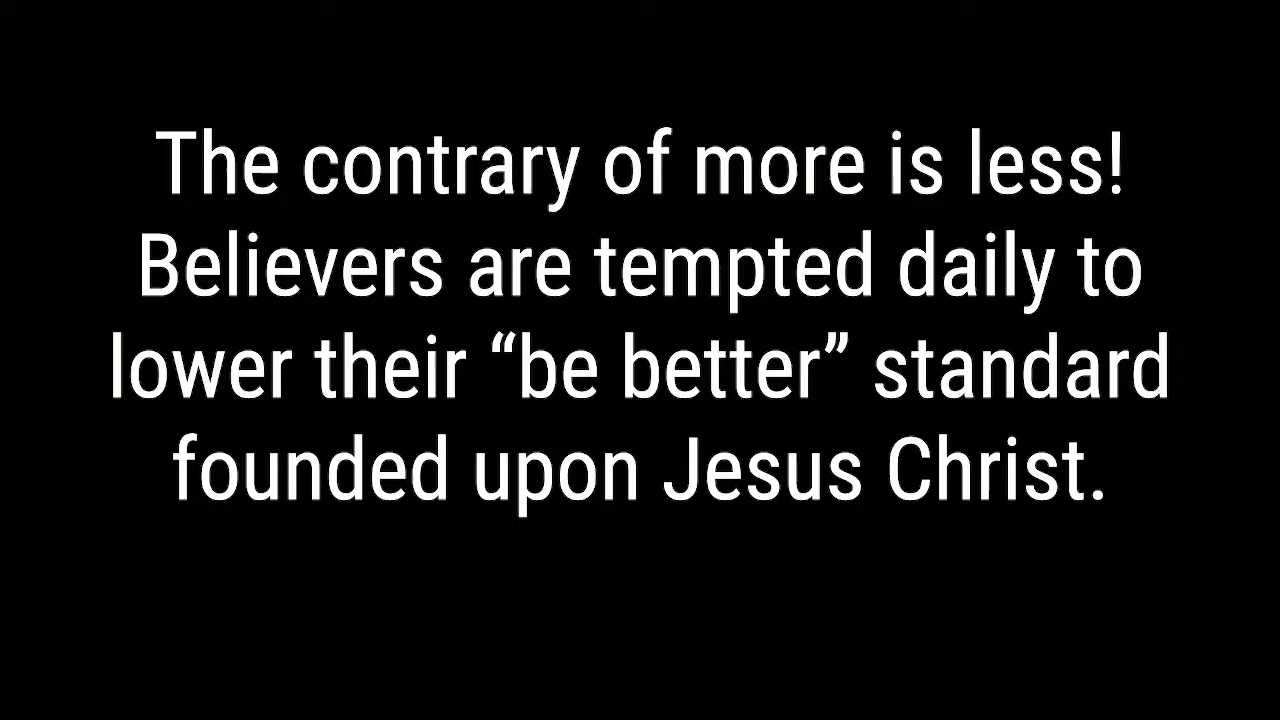 The contrary of more is less!
Believers are tempted daily to
lower their “be better” standard
founded upon Jesus Christ.